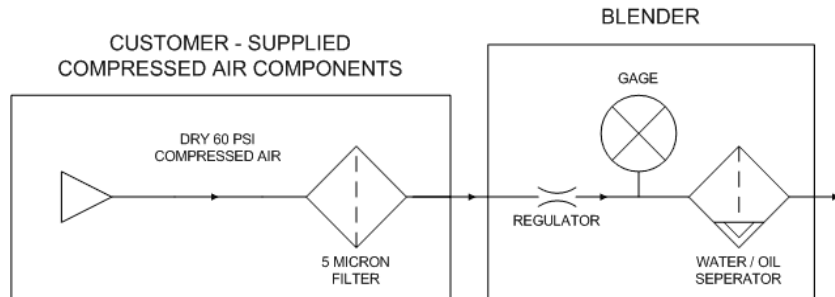 BLENDER
CUSTOMER - SUPPLIED
COMPRESSED AIR COMPONENTS
GAGE
DRY 60 PSI
COMPRESSED AIR
REGULATOR
5 MICRON
FILTER
WATER / OIL
SEPERATOR